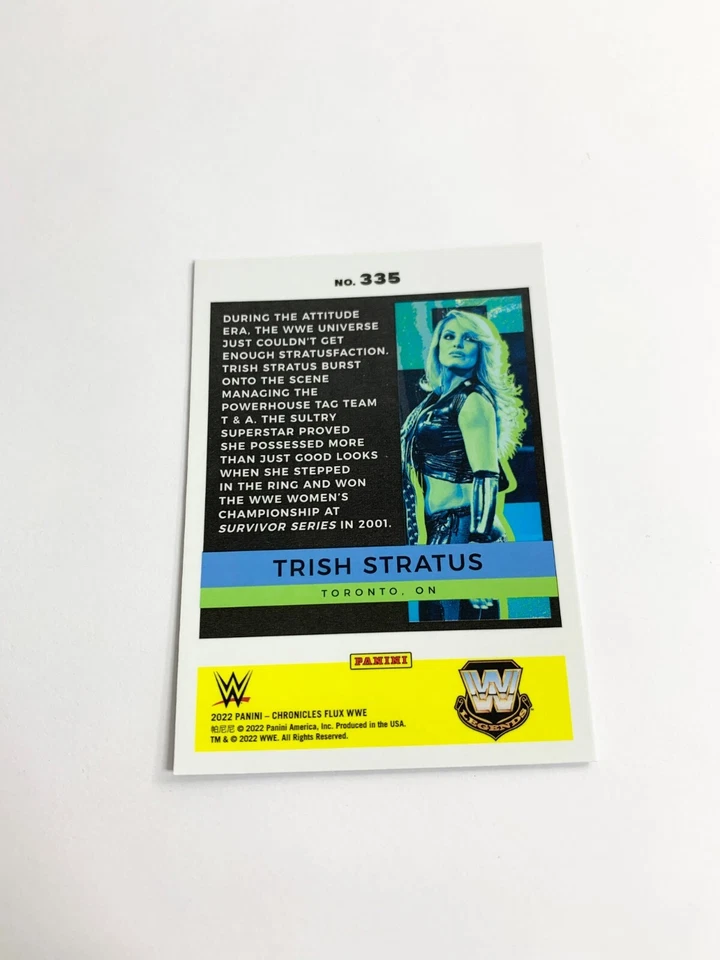 NO. 335
DURING THE ATTITUDE
ERA, THE WWE UNIVERSE
JUST COULDN'T GET
ENOUGH STRATUSFACTION.
TRISH STRATUS BURST
ONTO THE SCENE
MANAGING THE
POWERHOUSE TAG TEAM
T & A. THE SULTRY
SUPERSTAR PROVED
SHE POSSESSED MORE
THAN JUST GOOD LOOKS
WHEN SHE STEPPED
IN THE RING AND WON
THE WWE WOMEN'S
CHAMPIONSHIP AT
SURVIVOR SERIES IN 2001.
TRISH STRATUS
TORONTO, ON
PANINI
W
2022 PANINI – CHRONICLES FLUX WWE
帕尼尼 © 2022 Panini America, Inc. Produced in the USA.
TM & © 2022 WWE. All Rights Reserved.
W
LEGENDS